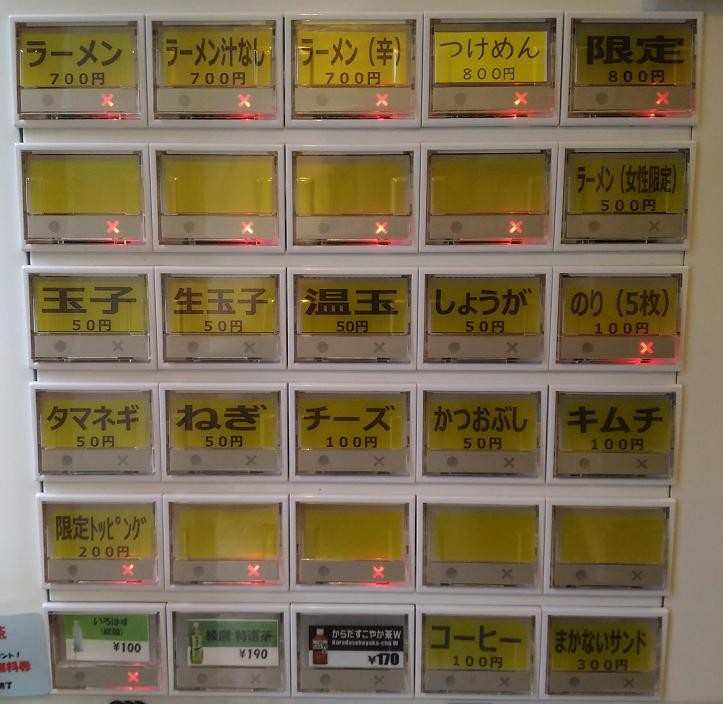 ラーメン
700円
ラーメン汁なし
700円
ラーメン（辛）
700円
つけめん
800円
限定
800円
ラーメン（女性限定）
500円
玉子
50円
生玉子
50円
温玉
50円
しょうが
50円
のり（5枚）
100円
タマネギ
50円
ねぎ
50円
チーズ
100円
かつおぶし
50円
キムチ
100円
限定トッピング
200円
いろはす
¥100
綾鷹 特選茶
¥190
からだすこやか茶W
Karadasukoyaka-cha W
¥170
コーヒー
100円
まかないサンド
300円
料券